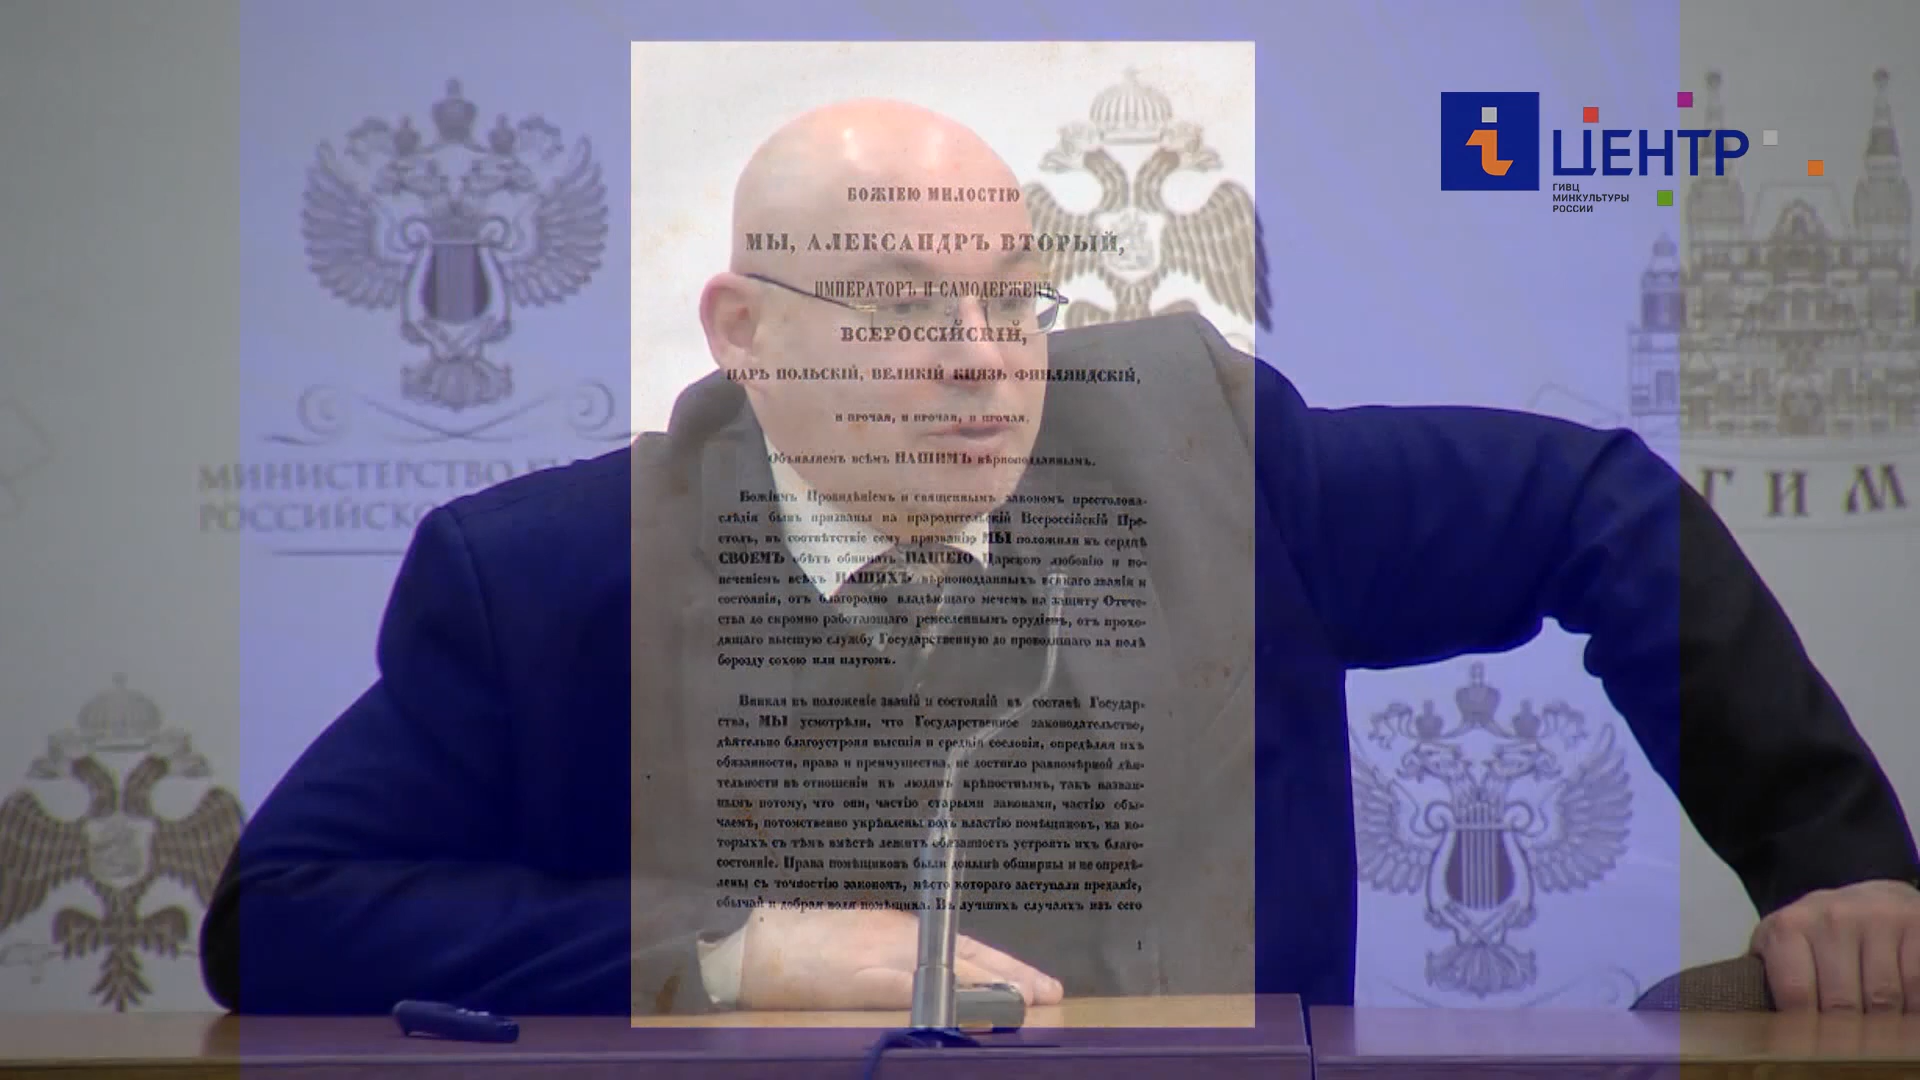 ЦЕНТР
ГИВЦ
МИНКУЛЬТУРЫ
РОССИИ
МИНИСТЕРСТВО
РОССИЙСКО
ГИМ
БОЖІЕЮ МИЛОСТІЮ
МЫ, АЛЕКСАНДРЪ ВТОРЫЙ,
ИМПЕРАТОРЪ И САМОДЕРЖЕЦЪ
ВСЕРОССІЙСКІЙ,
ЦАРЬ ПОЛЬСКІЙ, ВЕЛИКІЙ КНЯЗЬ ФИНЛЯНДСКІЙ,
и прочая, и прочая, и прочая.
Объявляемъ всѣмъ НАШИМЪ вѣрноподданнымъ.
Божіимъ Провидѣніемъ и священнымъ закономъ престолона-
слѣдія бывъ призваны на прародительскій Всероссійскій Пре-
столъ, въ соотвѣтствіе сему призванію МЫ положили въ сердцѣ
СВОЕМЪ обѣтъ обнимать НАШЕЮ Царскою любовію и по-
печеніемъ всѣхъ НАШИХЪ вѣрноподданныхъ всякаго званія и
состоянія, отъ благородно владѣющаго мечемъ на защиту Отече-
ства до скромно работающаго ремесленнымъ орудіемъ, отъ прохо-
дящаго высшую службу Государственную до проводящаго на полѣ
борозду сохою или плугомъ.
Вникая въ положеніе званій и состояній въ составѣ Государ-
ства, МЫ усмотрѣли, что Государственное законодательство,
дѣятельно благоустрояя высшія и среднія сословія, опредѣляя ихъ
обязанности, права и преимущества, не достигло равномѣрной дѣя-
тельности въ отношеніи къ людямъ крѣпостнымъ, такъ назван-
нымъ потому, что они, частію старыми законами, частію обы-
чаемъ, потомственно укрѣплены подъ властію помѣщиковъ, на ко-
торыхъ съ тѣмъ вмѣстѣ лежитъ обязанность устроять ихъ благо-
состояніе. Права помѣщиковъ были донынѣ обширны и не опредѣ-
лены съ точностію закономъ, мѣсто котораго заступали преданіе,
обычай и добрая воля помѣщика. Въ лучшихъ случаяхъ изъ сего
1